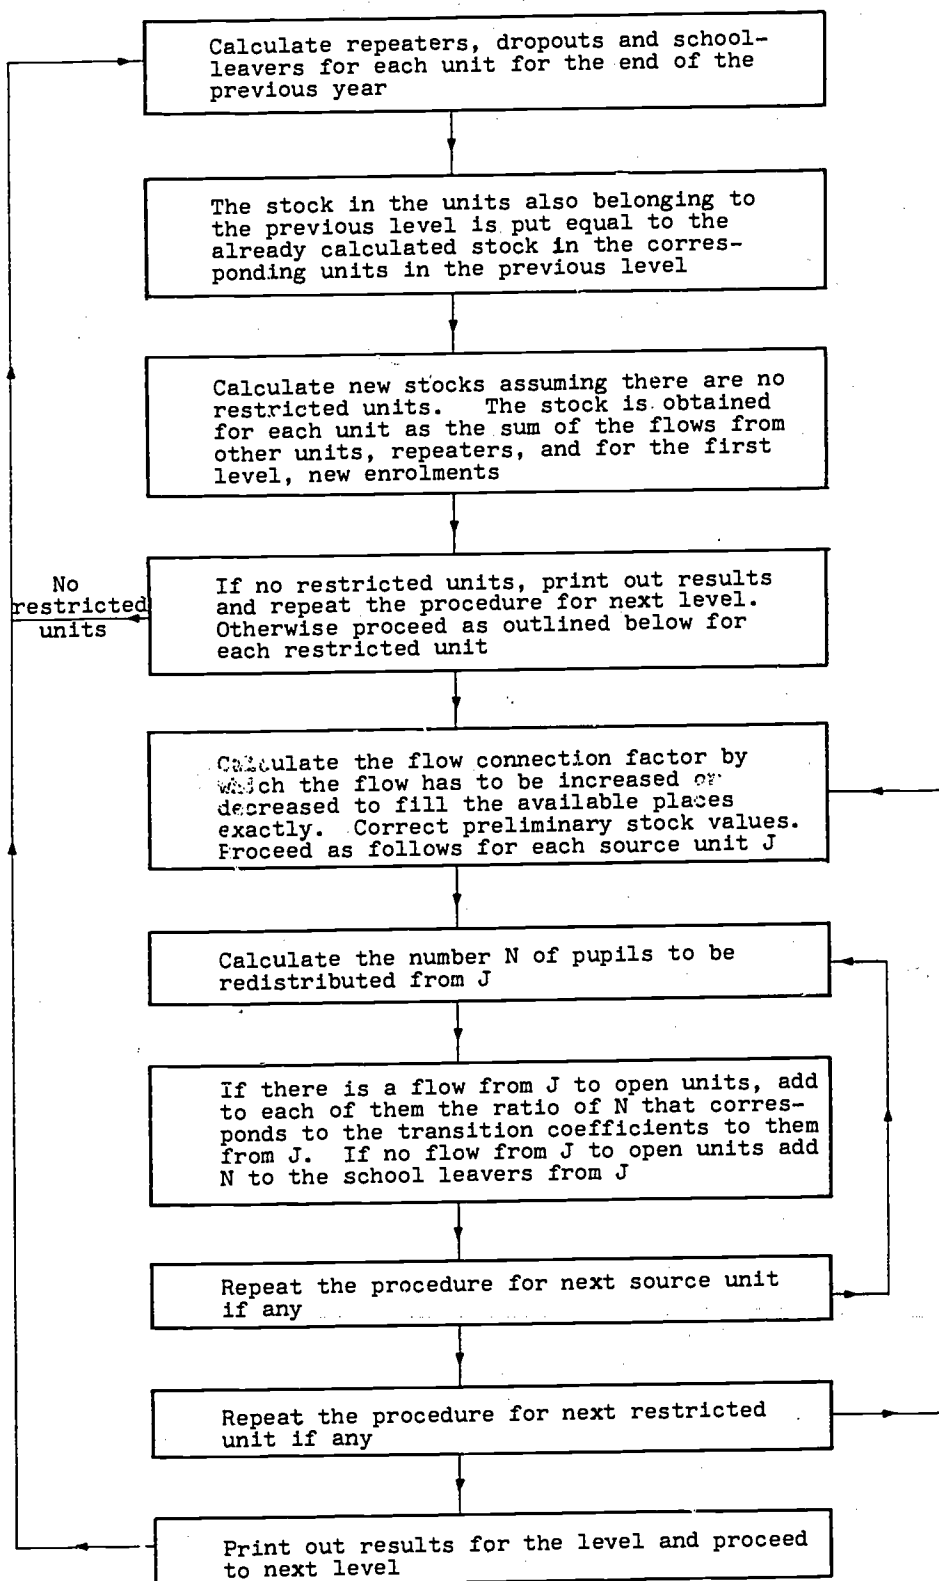 Calculate repeaters, dropouts and school-
leavers for each unit for the end of the
previous year
The stock in the units also belonging to
the previous level is put equal to the
already calculated stock in the corres-
ponding units in the previous level
Calculate new stocks assuming there are no
restricted units. The stock is obtained
for each unit as the sum of the flows from
other units, repeaters, and for the first
level, new enrolments
No
restricted
units
If no restricted units, print out results
and repeat the procedure for next level.
Otherwise proceed as outlined below for
each restricted unit
Calculate the flow connection factor by
which the flow has to be increased or
decreased to fill the available places
exactly. Correct preliminary stock values.
Proceed as follows for each source unit J
Calculate the number N of pupils to be
redistributed from J
If there is a flow from J to open units, add
to each of them the ratio of N that corres-
ponds to the transition coefficients to them
from J. If no flow from J to open units add
N to the school leavers from J
Repeat the procedure for next source unit
if any
Repeat the procedure for next restricted
unit if any
Print out results for the level and proceed
to next level